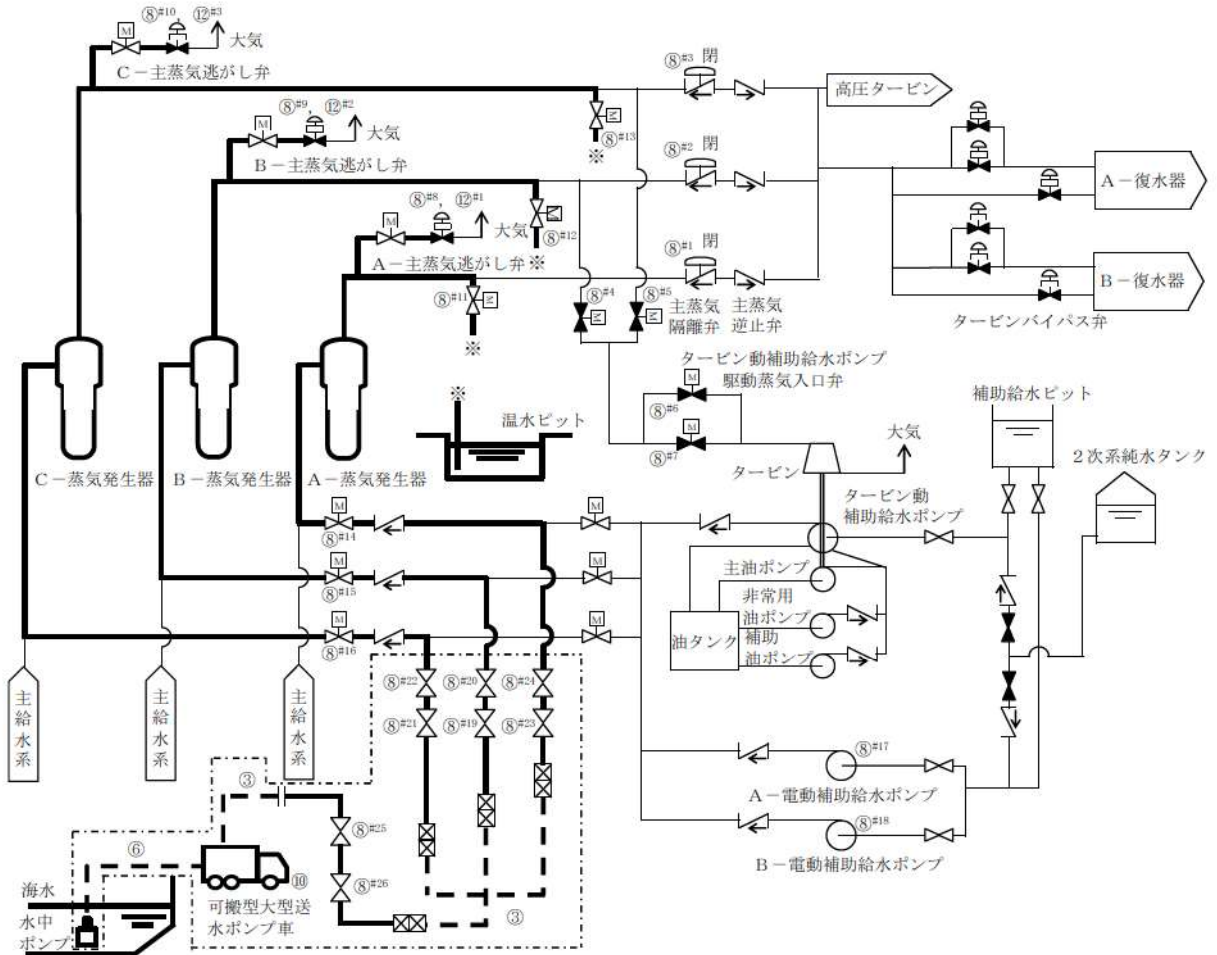 ⑧#10, ⑫#3
M
大気
C－主蒸気逃がし弁
⑧#3 閉
高圧タービン
⑧#9, ⑫#2
M
大気
B－主蒸気逃がし弁
M
⑧#13
※
⑧#2 閉
A－復水器
⑧#8, ⑫#1
M
大気
A－主蒸気逃がし弁
M
⑧#12
※
⑧#1 閉
B－復水器
⑧#11
M
※
⑧#4
M
⑧#5
M
主蒸気
隔離弁
主蒸気
逆止弁
タービンバイパス弁
タービン動補助給水ポンプ
駆動蒸気入口弁
M
⑧#6
M
⑧#7
※
温水ピット
補助給水ピット
大気
タービン
2次系純水タンク
C－蒸気発生器
B－蒸気発生器
A－蒸気発生器
タービン動
補助給水ポンプ
M
⑧#14
M
M
⑧#15
M
M
⑧#16
M
主油ポンプ
非常用
油ポンプ
補助
油ポンプ
油タンク
主給水系
主給水系
主給水系
⑧#22
⑧#20
⑧#24
⑧#21
⑧#19
⑧#23
⑧#17
A－電動補助給水ポンプ
⑧#18
B－電動補助給水ポンプ
③
⑧#25
⑥
⑧#26
⑩
海水
水中
ポンプ
可搬型大型送
水ポンプ車
③